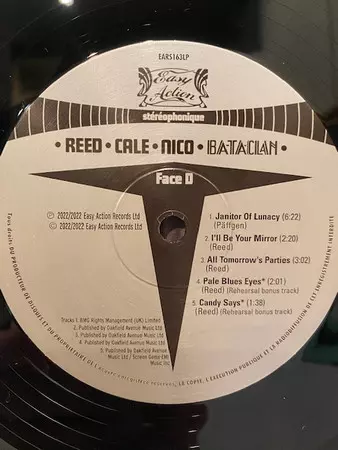 EARS163LP
Easy
Action
stéréophonique
• REED • CALE • NICO • BATACLAN •
Face D
℗ 2022/2022 Easy Action Records Ltd
© 2022/2022 Easy Action Records Ltd
1. Janitor Of Lunacy (6:22)
(Päffgen)
2. I'll Be Your Mirror (2:20)
(Reed)
3. All Tomorrow's Parties (3:02)
(Reed)
4. Pale Blues Eyes* (2:01)
(Reed) (Rehearsal bonus track)
5. Candy Says* (1:38)
(Reed) (Rehearsal bonus track)
Tracks 1. BMG Rights Management (UK) Limited
2. Published by Oakfield Avenue Music Ltd
3. Published by Oakfield Avenue Music Ltd
4. Published by Oakfield Avenue Music Ltd
5. Published by Oakfield Avenue
Music Ltd / Screen Gems-EMI
Music Inc
Tous droits DU PRODUCTEUR DE DISQUES ET DU PROPRIETAIRE DE L'
LA COPIE, L'EXECUTION PUBLIQUE ET LA RADIODIFFUSION DE CET ENREGISTREMENT INTERDITE